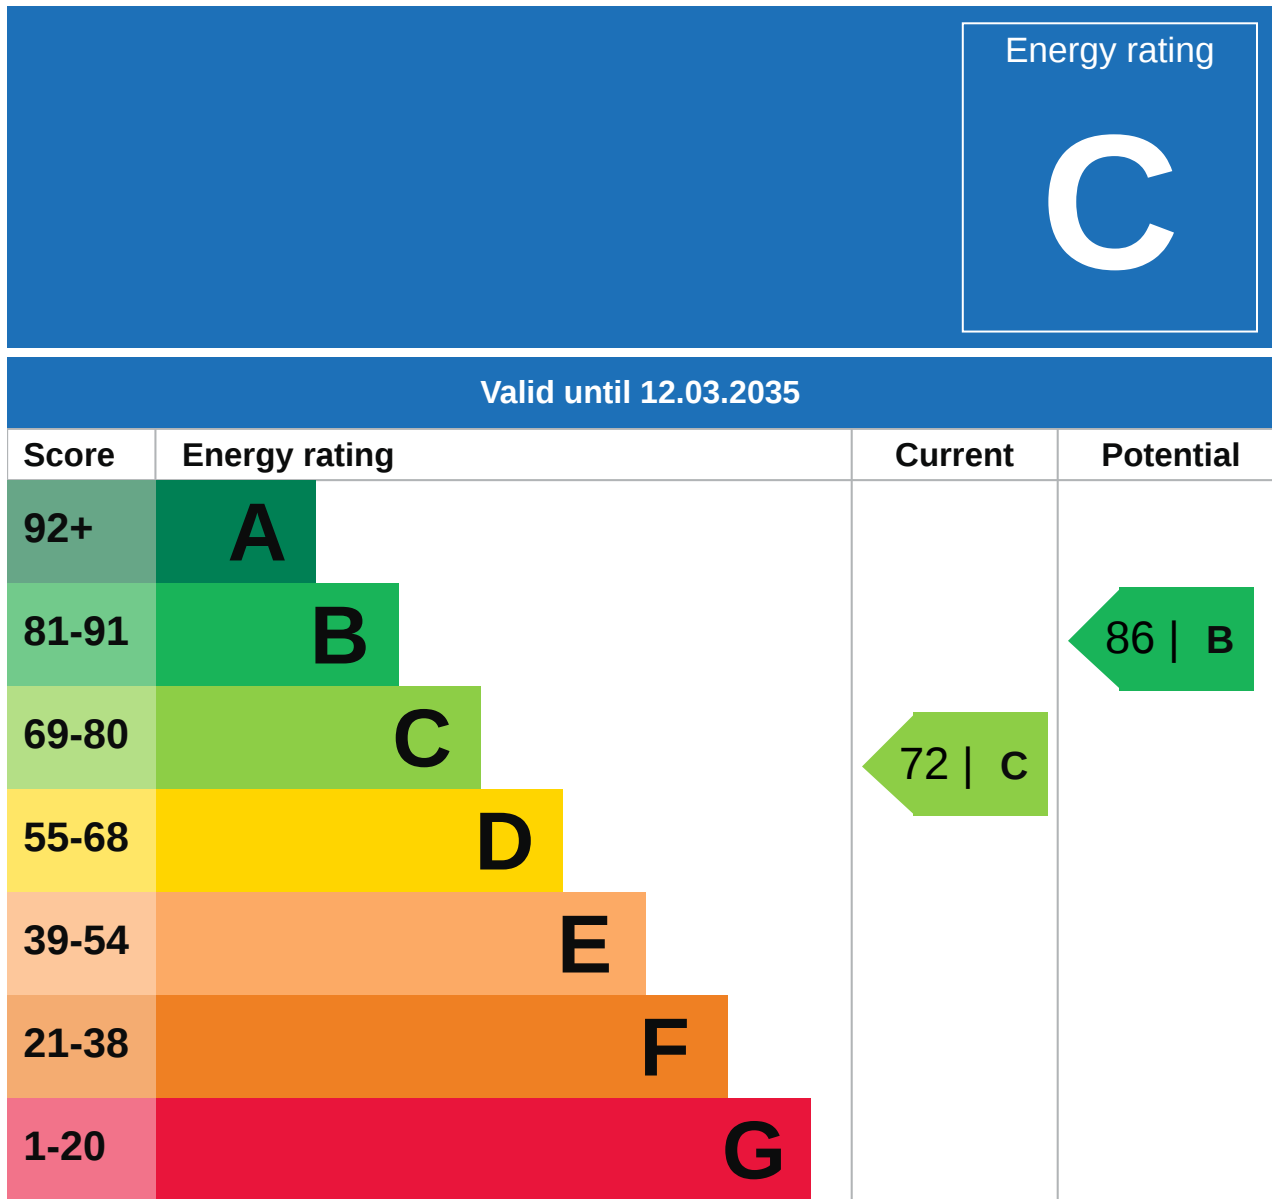 Energy rating
C
Valid until 12.03.2035
Score Energy rating Current Potential
92+ A
81-91 B 86 | B
69-80 C 72 | C
55-68 D
39-54 E
21-38 F
1-20 G